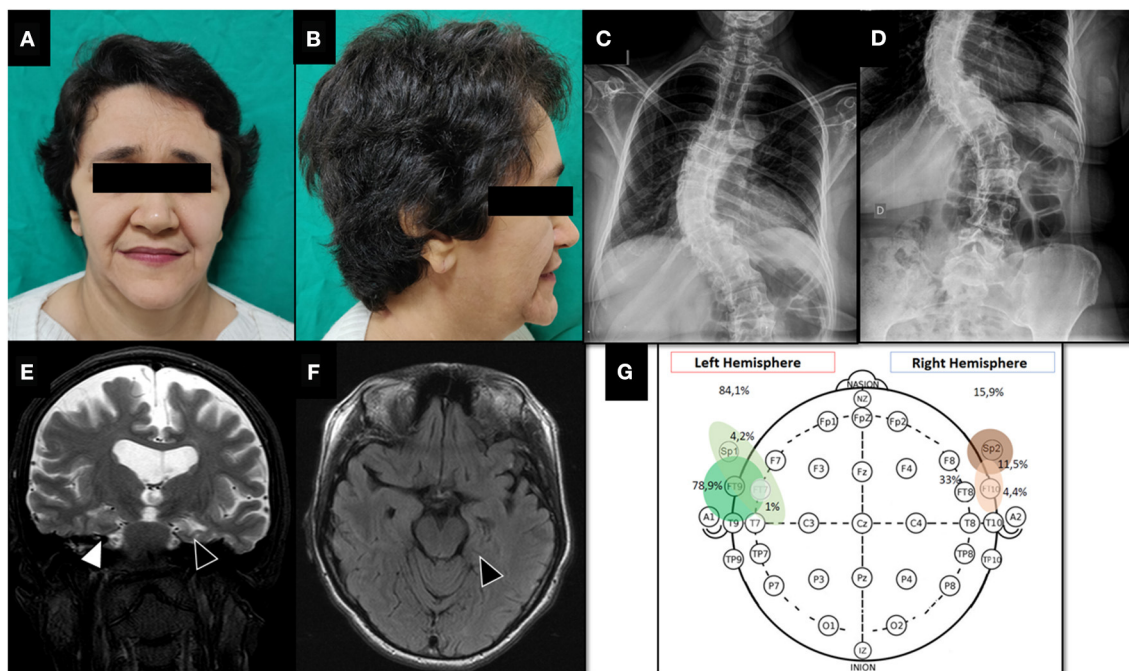 A
B
C
D
D
E
F
G
Left Hemisphere Right Hemisphere
84,1% 15,9%
NASION
NZ
Fp1 Fp2 Fp2
4,2%
Sp1 Sp2
F7 F3 Fz F4 F8 11,5%
33%
78,9% FT9 FT7 FT8 FT10
1% 4,4%
A1 T9 T7 C3 Cz C4 T8 T10 A2
TP9 TP7 TP8 TP10
P7 P3 Pz P4 P8
O1 O2
IZ
INION